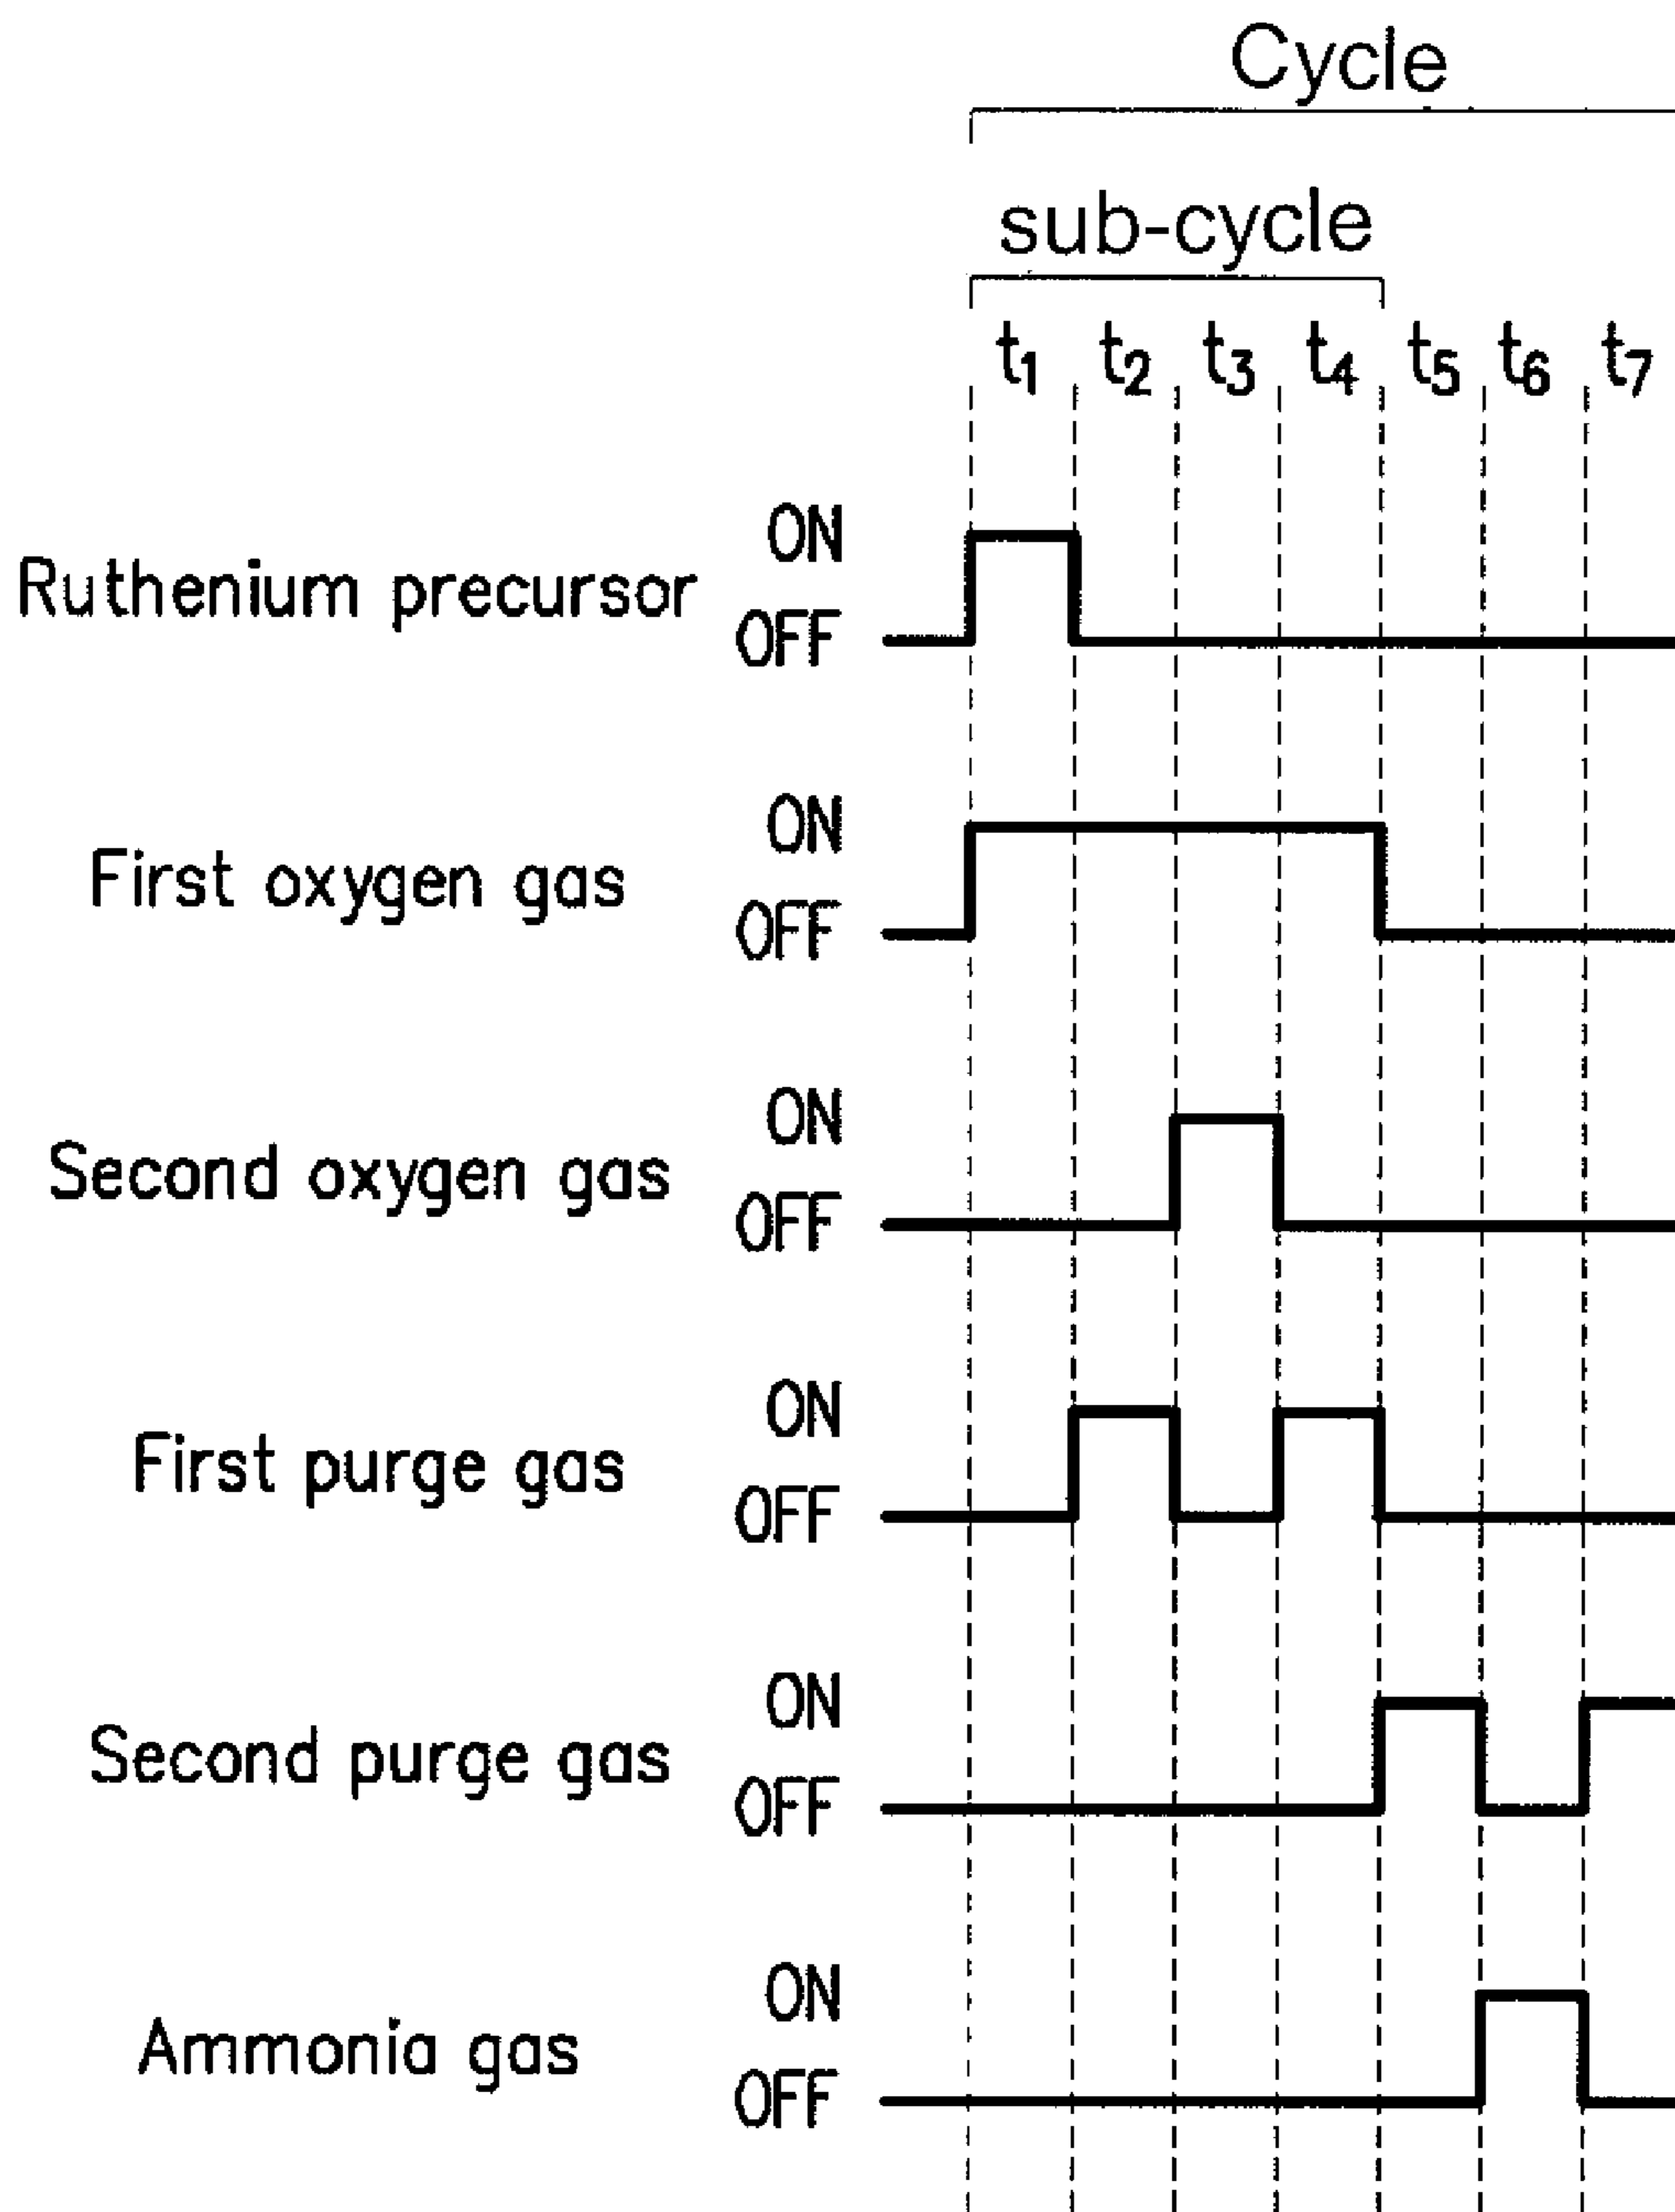 Cycle
sub-cycle
t1 t2 t3 t4 t5 t6 t7
ON
Ruthenium precursor
OFF
ON
First oxygen gas
OFF
ON
Second oxygen gas
OFF
ON
First purge gas
OFF
ON
Second purge gas
OFF
ON
Ammonia gas
OFF